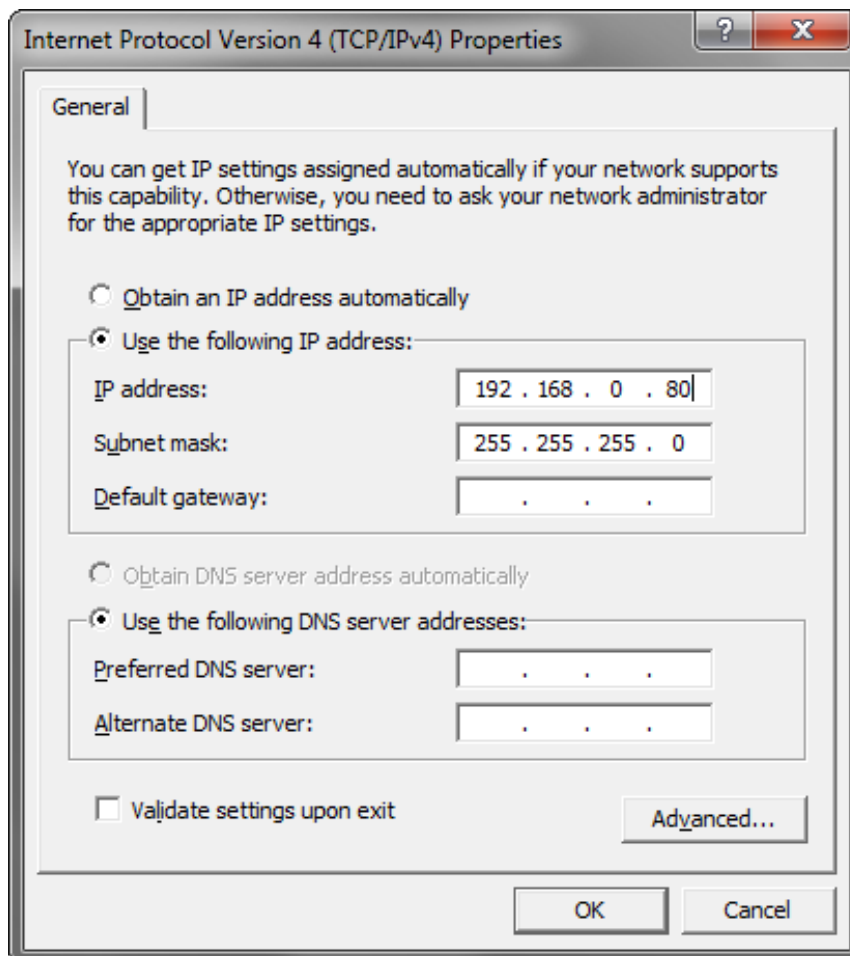 Internet Protocol Version 4 (TCP/IPv4) Properties
?
X
General
You can get IP settings assigned automatically if your network supports
this capability. Otherwise, you need to ask your network administrator
for the appropriate IP settings.
Obtain an IP address automatically
Use the following IP address:
IP address: 192 . 168 . 0 . 80
Subnet mask: 255 . 255 . 255 . 0
Default gateway: . . .
Obtain DNS server address automatically
Use the following DNS server addresses:
Preferred DNS server: . . .
Alternate DNS server: . . .
Validate settings upon exit
Advanced...
OK Cancel